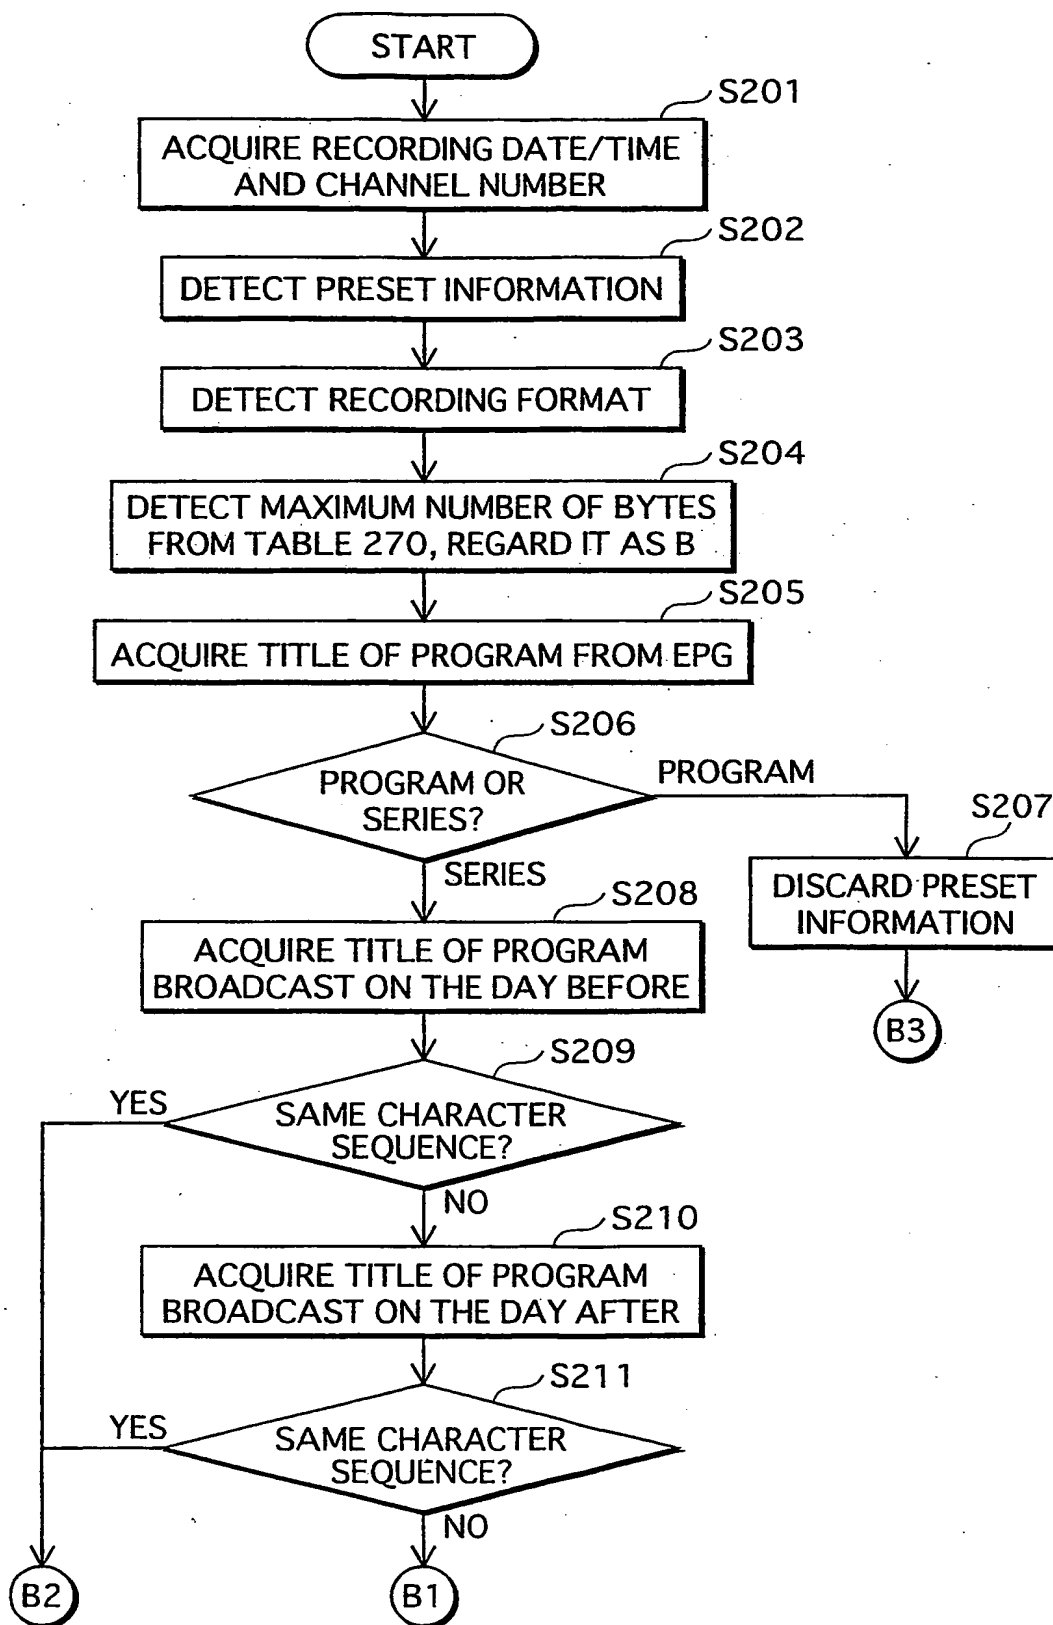 START
S201
ACQUIRE RECORDING DATE/TIME
AND CHANNEL NUMBER
S202
DETECT PRESET INFORMATION
S203
DETECT RECORDING FORMAT
S204
DETECT MAXIMUM NUMBER OF BYTES
FROM TABLE 270, REGARD IT AS B
S205
ACQUIRE TITLE OF PROGRAM FROM EPG
S206
PROGRAM OR
SERIES?
PROGRAM
SERIES
S207
DISCARD PRESET
INFORMATION
B3
S208
ACQUIRE TITLE OF PROGRAM
BROADCAST ON THE DAY BEFORE
S209
YES
SAME CHARACTER
SEQUENCE?
NO
S210
ACQUIRE TITLE OF PROGRAM
BROADCAST ON THE DAY AFTER
S211
YES
SAME CHARACTER
SEQUENCE?
NO
B2
B1